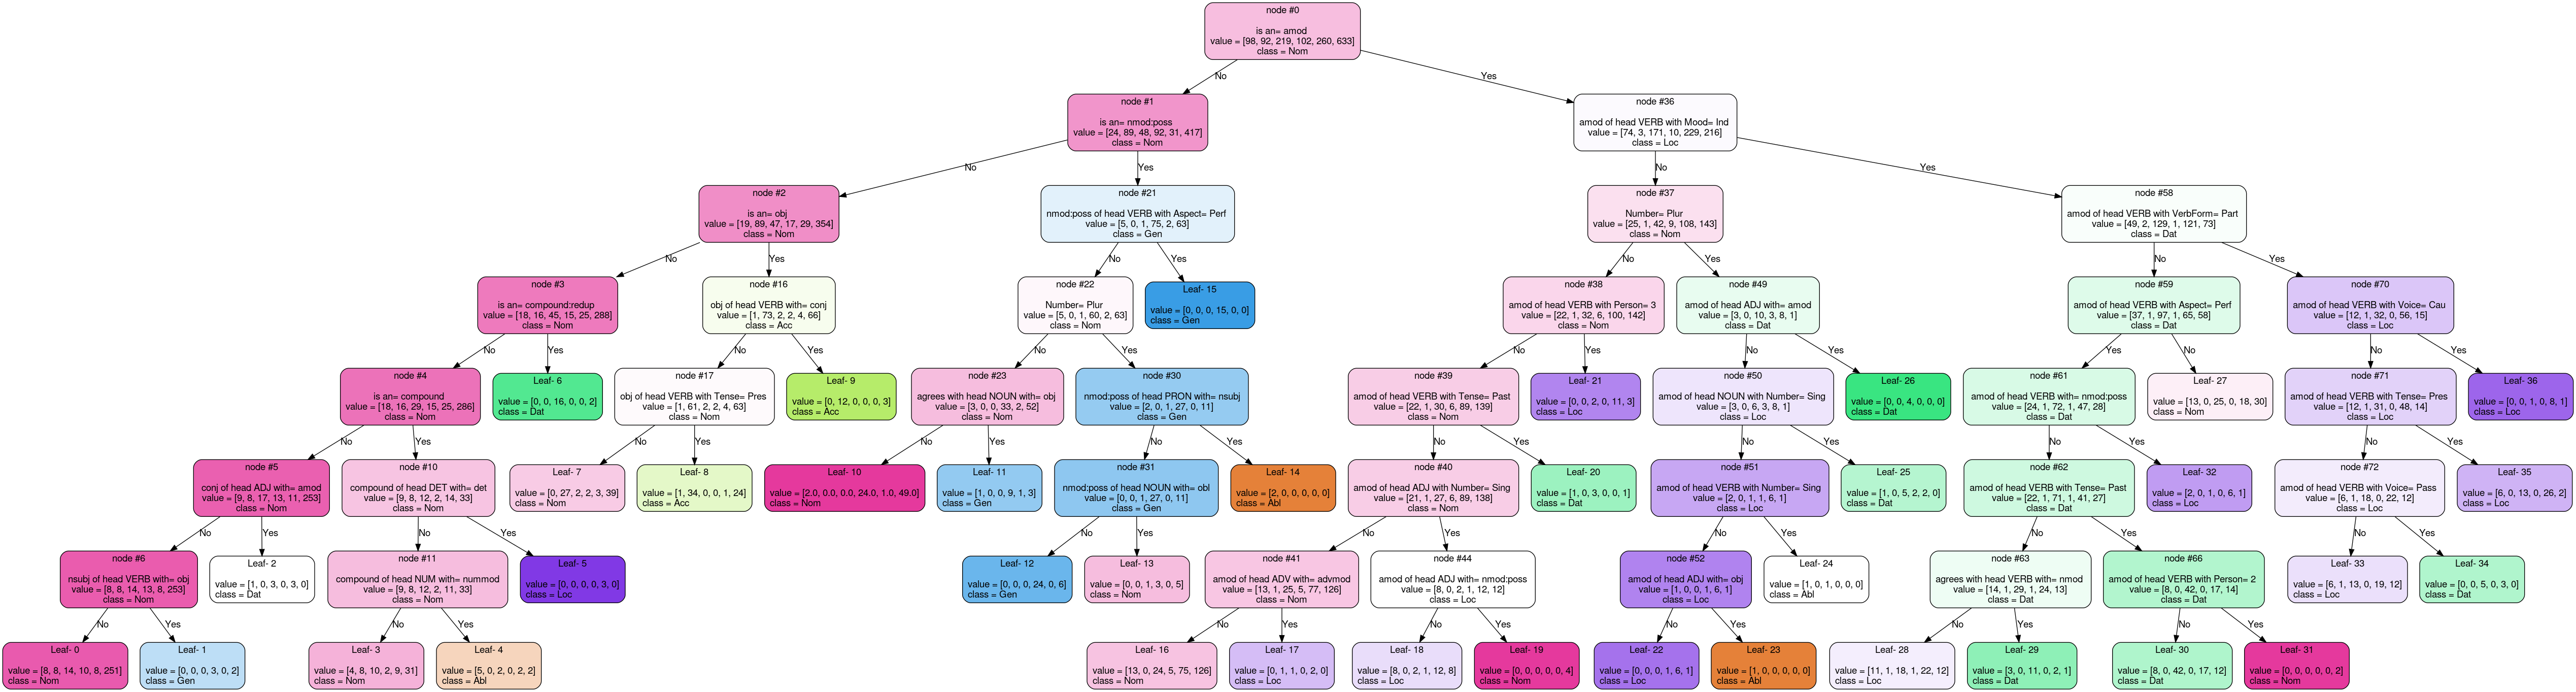 node #0
is an= amod
value = [98, 92, 219, 102, 260, 633]
class = Nom
No
Yes
node #1
is an= nmod:poss
value = [24, 89, 48, 92, 31, 417]
class = Nom
node #36
amod of head VERB with Mood= Ind
value = [74, 3, 171, 10, 229, 216]
class = Loc
No
Yes
No
Yes
node #2
is an= obj
value = [19, 89, 47, 17, 29, 354]
class = Nom
node #21
nmod:poss of head VERB with Aspect= Perf
value = [5, 0, 1, 75, 2, 63]
class = Gen
node #37
Number= Plur
value = [25, 1, 42, 9, 108, 143]
class = Nom
node #58
amod of head VERB with VerbForm= Part
value = [49, 2, 129, 1, 121, 73]
class = Dat
No
Yes
No
Yes
No
Yes
No
Yes
node #3
is an= compound:redup
value = [18, 16, 45, 15, 25, 288]
class = Nom
node #16
obj of head VERB with= conj
value = [1, 73, 2, 2, 4, 66]
class = Acc
node #22
Number= Plur
value = [5, 0, 1, 60, 2, 63]
class = Nom
Leaf- 15
value = [0, 0, 0, 15, 0, 0]
class = Gen
node #38
amod of head VERB with Person= 3
value = [22, 1, 32, 6, 100, 142]
class = Nom
node #49
amod of head ADJ with= amod
value = [3, 0, 10, 3, 8, 1]
class = Dat
node #59
amod of head VERB with Aspect= Perf
value = [37, 1, 97, 1, 65, 58]
class = Dat
node #70
amod of head VERB with Voice= Cau
value = [12, 1, 32, 0, 56, 15]
class = Loc
No
Yes
No
Yes
No
Yes
No
Yes
No
Yes
Yes
No
No
Yes
node #4
is an= compound
value = [18, 16, 29, 15, 25, 286]
class = Nom
Leaf- 6
value = [0, 0, 16, 0, 0, 2]
class = Dat
node #17
obj of head VERB with Tense= Pres
value = [1, 61, 2, 2, 4, 63]
class = Nom
Leaf- 9
value = [0, 12, 0, 0, 0, 3]
class = Acc
node #23
agrees with head NOUN with= obj
value = [3, 0, 0, 33, 2, 52]
class = Nom
node #30
nmod:poss of head PRON with= nsubj
value = [2, 0, 1, 27, 0, 11]
class = Gen
node #39
amod of head VERB with Tense= Past
value = [22, 1, 30, 6, 89, 139]
class = Nom
Leaf- 21
value = [0, 0, 2, 0, 11, 3]
class = Loc
node #50
amod of head NOUN with Number= Sing
value = [3, 0, 6, 3, 8, 1]
class = Loc
Leaf- 26
value = [0, 0, 4, 0, 0, 0]
class = Dat
node #61
amod of head VERB with= nmod:poss
value = [24, 1, 72, 1, 47, 28]
class = Dat
Leaf- 27
value = [13, 0, 25, 0, 18, 30]
class = Nom
node #71
amod of head VERB with Tense= Pres
value = [12, 1, 31, 0, 48, 14]
class = Loc
Leaf- 36
value = [0, 0, 1, 0, 8, 1]
class = Loc
No
Yes
No
Yes
No
Yes
No
Yes
No
Yes
No
Yes
No
Yes
No
Yes
node #5
conj of head ADJ with= amod
value = [9, 8, 17, 13, 11, 253]
class = Nom
node #10
compound of head DET with= det
value = [9, 8, 12, 2, 14, 33]
class = Nom
Leaf- 7
value = [0, 27, 2, 2, 3, 39]
class = Nom
Leaf- 8
value = [1, 34, 0, 0, 1, 24]
class = Acc
Leaf- 10
value = [2.0, 0.0, 0.0, 24.0, 1.0, 49.0]
class = Nom
Leaf- 11
value = [1, 0, 0, 9, 1, 3]
class = Gen
node #31
nmod:poss of head NOUN with= obl
value = [0, 0, 1, 27, 0, 11]
class = Gen
Leaf- 14
value = [2, 0, 0, 0, 0, 0]
class = Abl
node #40
amod of head ADJ with Number= Sing
value = [21, 1, 27, 6, 89, 138]
class = Nom
Leaf- 20
value = [1, 0, 3, 0, 0, 1]
class = Dat
node #51
amod of head VERB with Number= Sing
value = [2, 0, 1, 1, 6, 1]
class = Loc
Leaf- 25
value = [1, 0, 5, 2, 2, 0]
class = Dat
node #62
amod of head VERB with Tense= Past
value = [22, 1, 71, 1, 41, 27]
class = Dat
Leaf- 32
value = [2, 0, 1, 0, 6, 1]
class = Loc
node #72
amod of head VERB with Voice= Pass
value = [6, 1, 18, 0, 22, 12]
class = Loc
Leaf- 35
value = [6, 0, 13, 0, 26, 2]
class = Loc
No
Yes
No
Yes
No
Yes
No
Yes
No
Yes
No
Yes
No
Yes
node #6
nsubj of head VERB with= obj
value = [8, 8, 14, 13, 8, 253]
class = Nom
Leaf- 2
value = [1, 0, 3, 0, 3, 0]
class = Dat
node #11
compound of head NUM with= nummod
value = [9, 8, 12, 2, 11, 33]
class = Nom
Leaf- 5
value = [0, 0, 0, 0, 3, 0]
class = Loc
Leaf- 12
value = [0, 0, 0, 24, 0, 6]
class = Gen
Leaf- 13
value = [0, 0, 1, 3, 0, 5]
class = Nom
node #41
amod of head ADV with= advmod
value = [13, 1, 25, 5, 77, 126]
class = Nom
node #44
amod of head ADJ with= nmod:poss
value = [8, 0, 2, 1, 12, 12]
class = Loc
node #52
amod of head ADJ with= obj
value = [1, 0, 0, 1, 6, 1]
class = Loc
Leaf- 24
value = [1, 0, 1, 0, 0, 0]
class = Abl
node #63
agrees with head VERB with= nmod
value = [14, 1, 29, 1, 24, 13]
class = Dat
node #66
amod of head VERB with Person= 2
value = [8, 0, 42, 0, 17, 14]
class = Dat
Leaf- 33
value = [6, 1, 13, 0, 19, 12]
class = Loc
Leaf- 34
value = [0, 0, 5, 0, 3, 0]
class = Dat
No
Yes
No
Yes
No
Yes
No
Yes
No
Yes
No
Yes
No
Yes
Leaf- 0
value = [8, 8, 14, 10, 8, 251]
class = Nom
Leaf- 1
value = [0, 0, 0, 3, 0, 2]
class = Gen
Leaf- 3
value = [4, 8, 10, 2, 9, 31]
class = Nom
Leaf- 4
value = [5, 0, 2, 0, 2, 2]
class = Abl
Leaf- 16
value = [13, 0, 24, 5, 75, 126]
class = Nom
Leaf- 17
value = [0, 1, 1, 0, 2, 0]
class = Loc
Leaf- 18
value = [8, 0, 2, 1, 12, 8]
class = Loc
Leaf- 19
value = [0, 0, 0, 0, 0, 4]
class = Nom
Leaf- 22
value = [0, 0, 0, 1, 6, 1]
class = Loc
Leaf- 23
value = [1, 0, 0, 0, 0, 0]
class = Abl
Leaf- 28
value = [11, 1, 18, 1, 22, 12]
class = Loc
Leaf- 29
value = [3, 0, 11, 0, 2, 1]
class = Dat
Leaf- 30
value = [8, 0, 42, 0, 17, 12]
class = Dat
Leaf- 31
value = [0, 0, 0, 0, 0, 2]
class = Nom